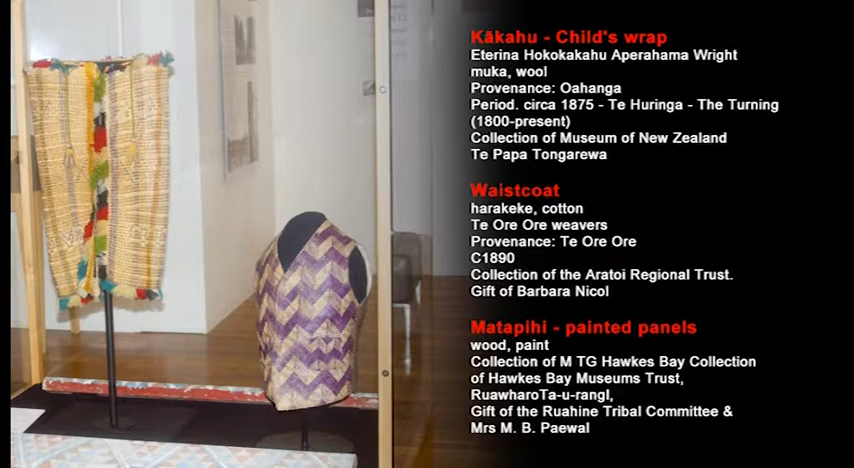 Kākahu - Child's wrap
Eterina Hokokakahu Aperahama Wright
muka, wool
Provenance: Oahanga
Period. circa 1875 - Te Huringa - The Turning
(1800-present)
Collection of Museum of New Zealand
Te Papa Tongarewa
Waistcoat
harakeke, cotton
Te Ore Ore weavers
Provenance: Te Ore Ore
C1890
Collection of the Aratoi Regional Trust.
Gift of Barbara Nicol
Matapihi - painted panels
wood, paint
Collection of M TG Hawkes Bay Collection
of Hawkes Bay Museums Trust,
RuawharoTa-u-rangI,
Gift of the Ruahine Tribal Committee &
Mrs M. B. Paewal